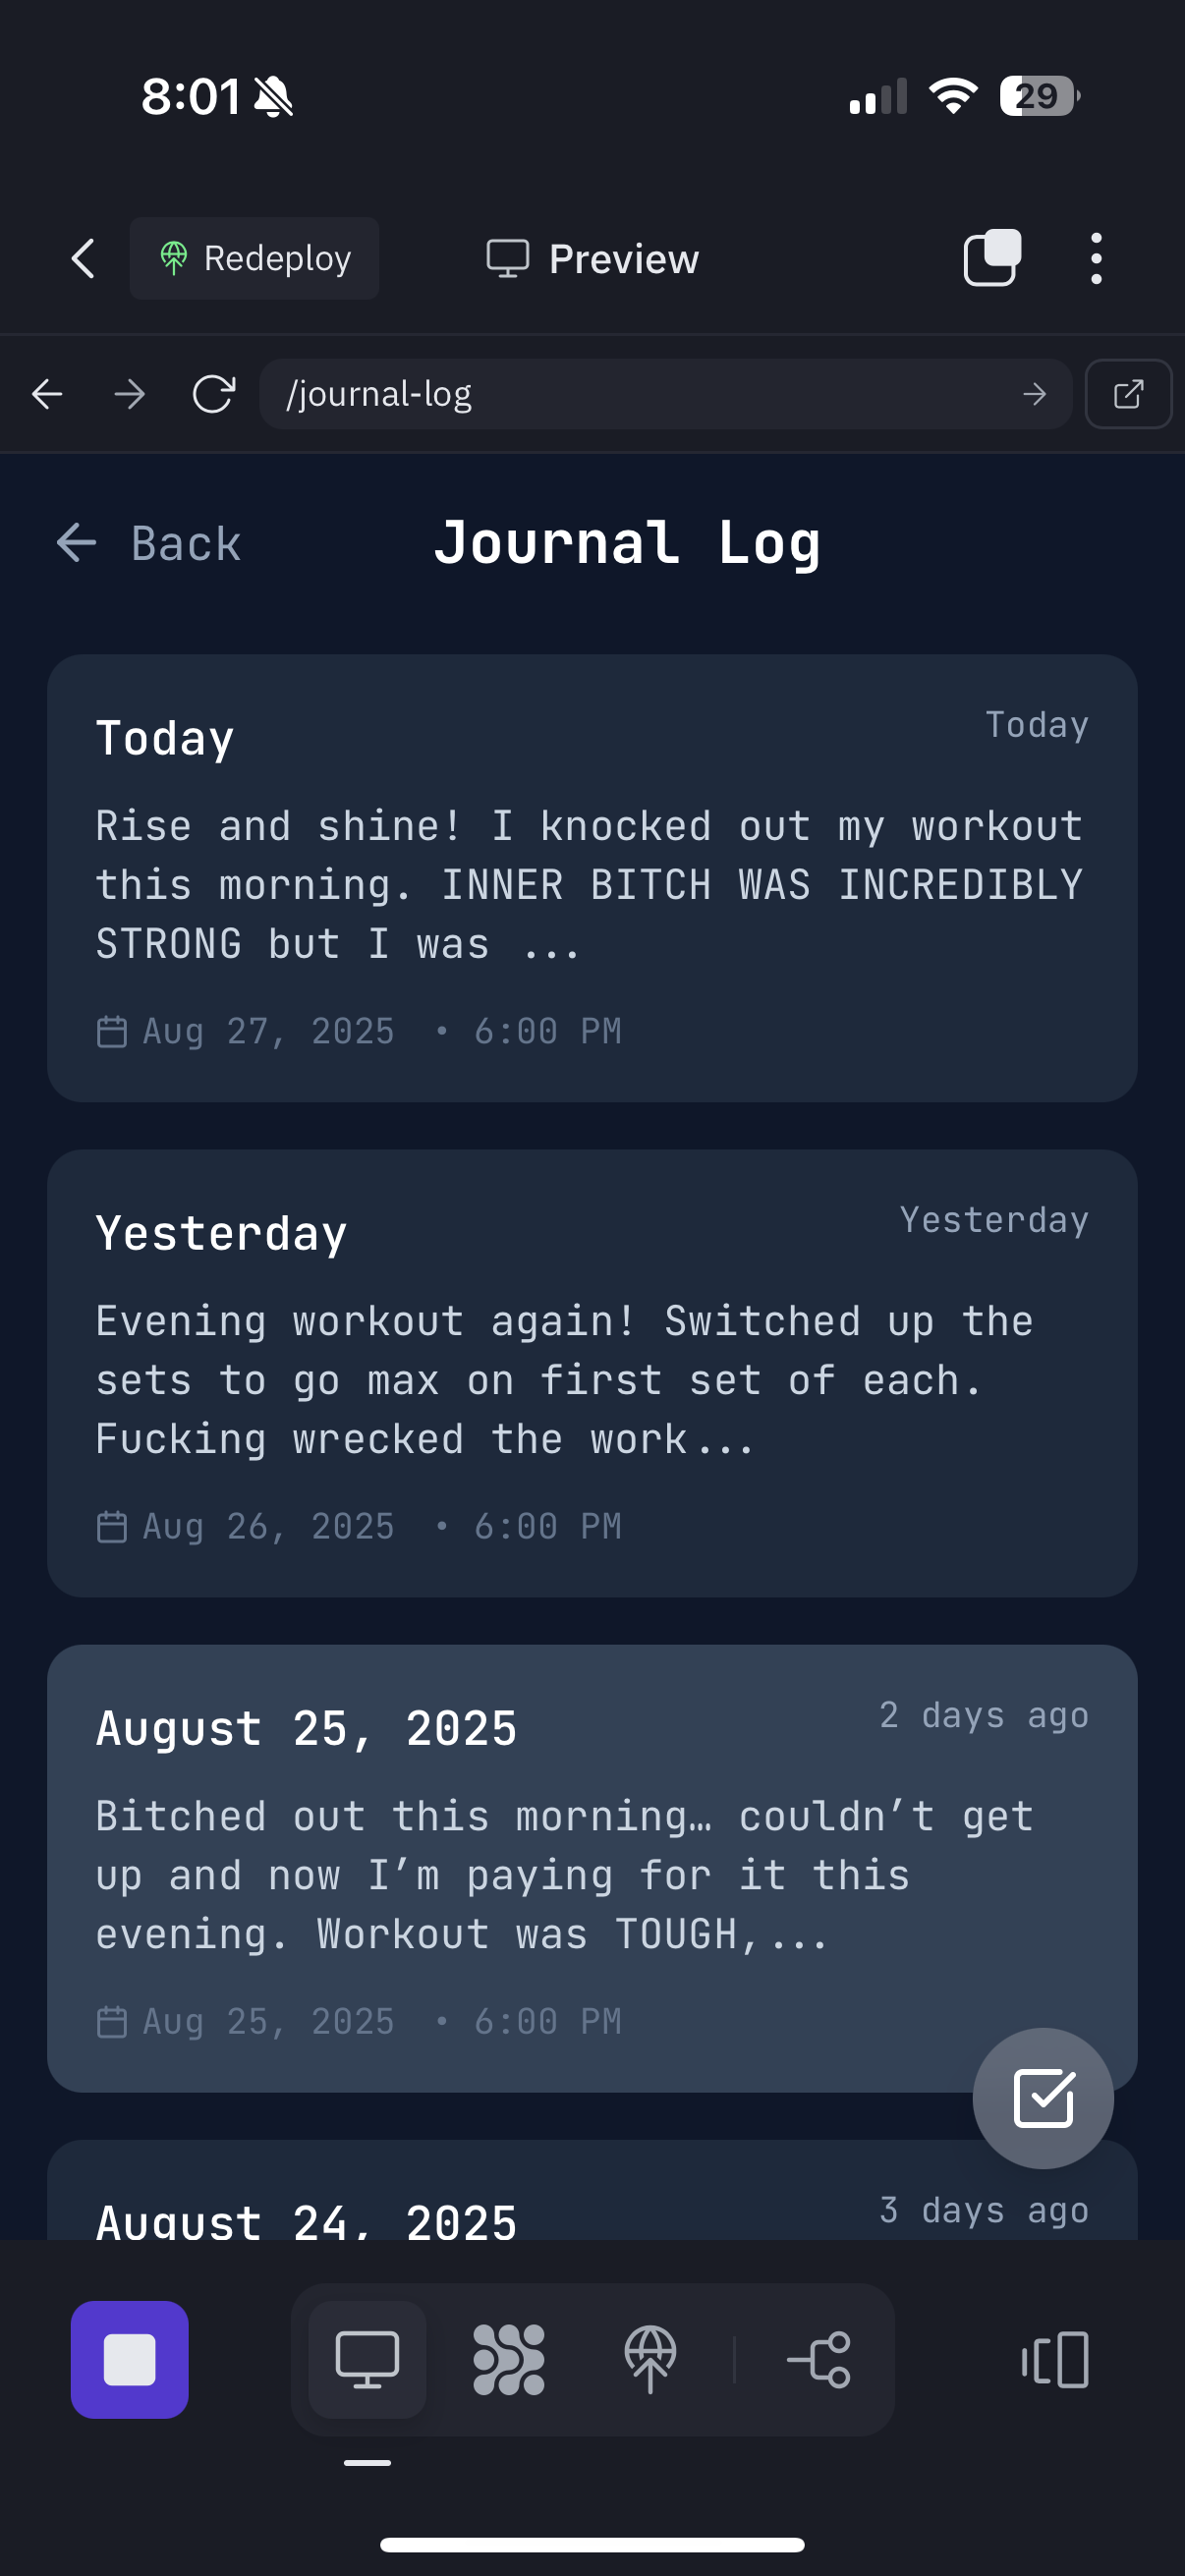 8:01
29
Redeploy
Preview
/journal-log
Back
Journal Log
Today
Today
Rise and shine! I knocked out my workout
this morning. INNER BITCH WAS INCREDIBLY
STRONG but I was ...
Aug 27, 2025 • 6:00 PM
Yesterday
Yesterday
Evening workout again! Switched up the
sets to go max on first set of each.
Fucking wrecked the work...
Aug 26, 2025 • 6:00 PM
August 25, 2025
2 days ago
Bitched out this morning… couldn’t get
up and now I’m paying for it this
evening. Workout was TOUGH,...
Aug 25, 2025 • 6:00 PM
August 24, 2025
3 days ago